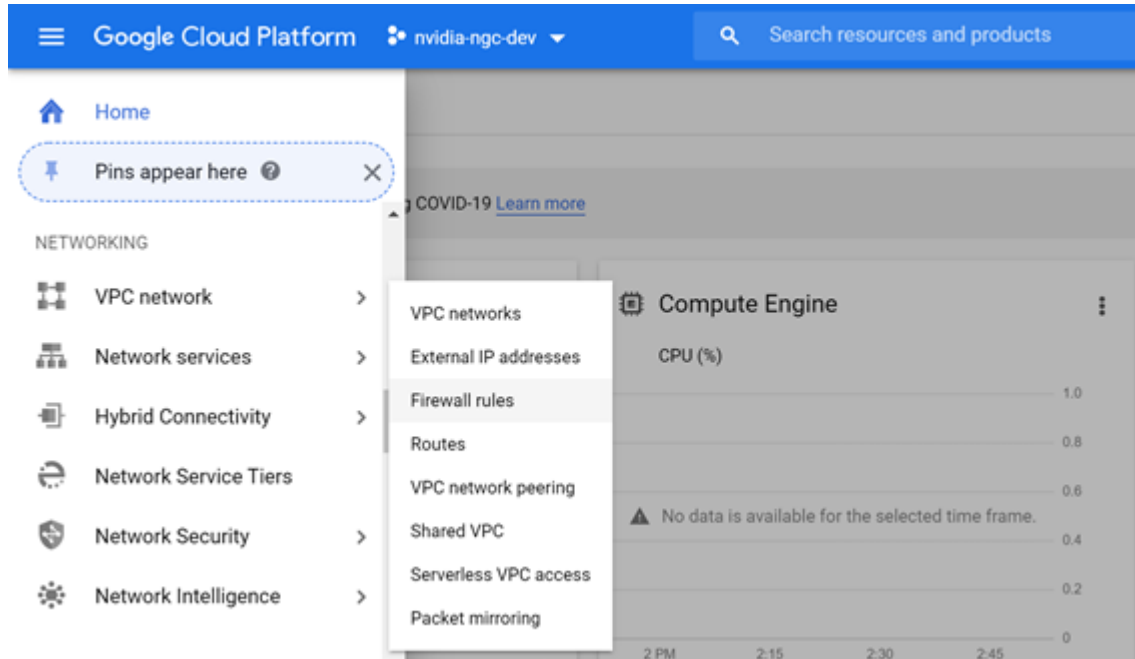 Google Cloud Platform
nvidia-ngc-dev
Search resources and products
Home
Pins appear here
COVID-19 Learn more
NETWORKING
VPC network
Network services
Hybrid Connectivity
Network Service Tiers
Network Security
Network Intelligence
VPC networks
External IP addresses
Firewall rules
Routes
VPC network peering
Shared VPC
Serverless VPC access
Packet mirroring
Compute Engine
CPU (%)
1.0
0.8
0.6
No data is available for the selected time frame.
0.4
0.2
0
2 PM
2:15
2:30
2:45